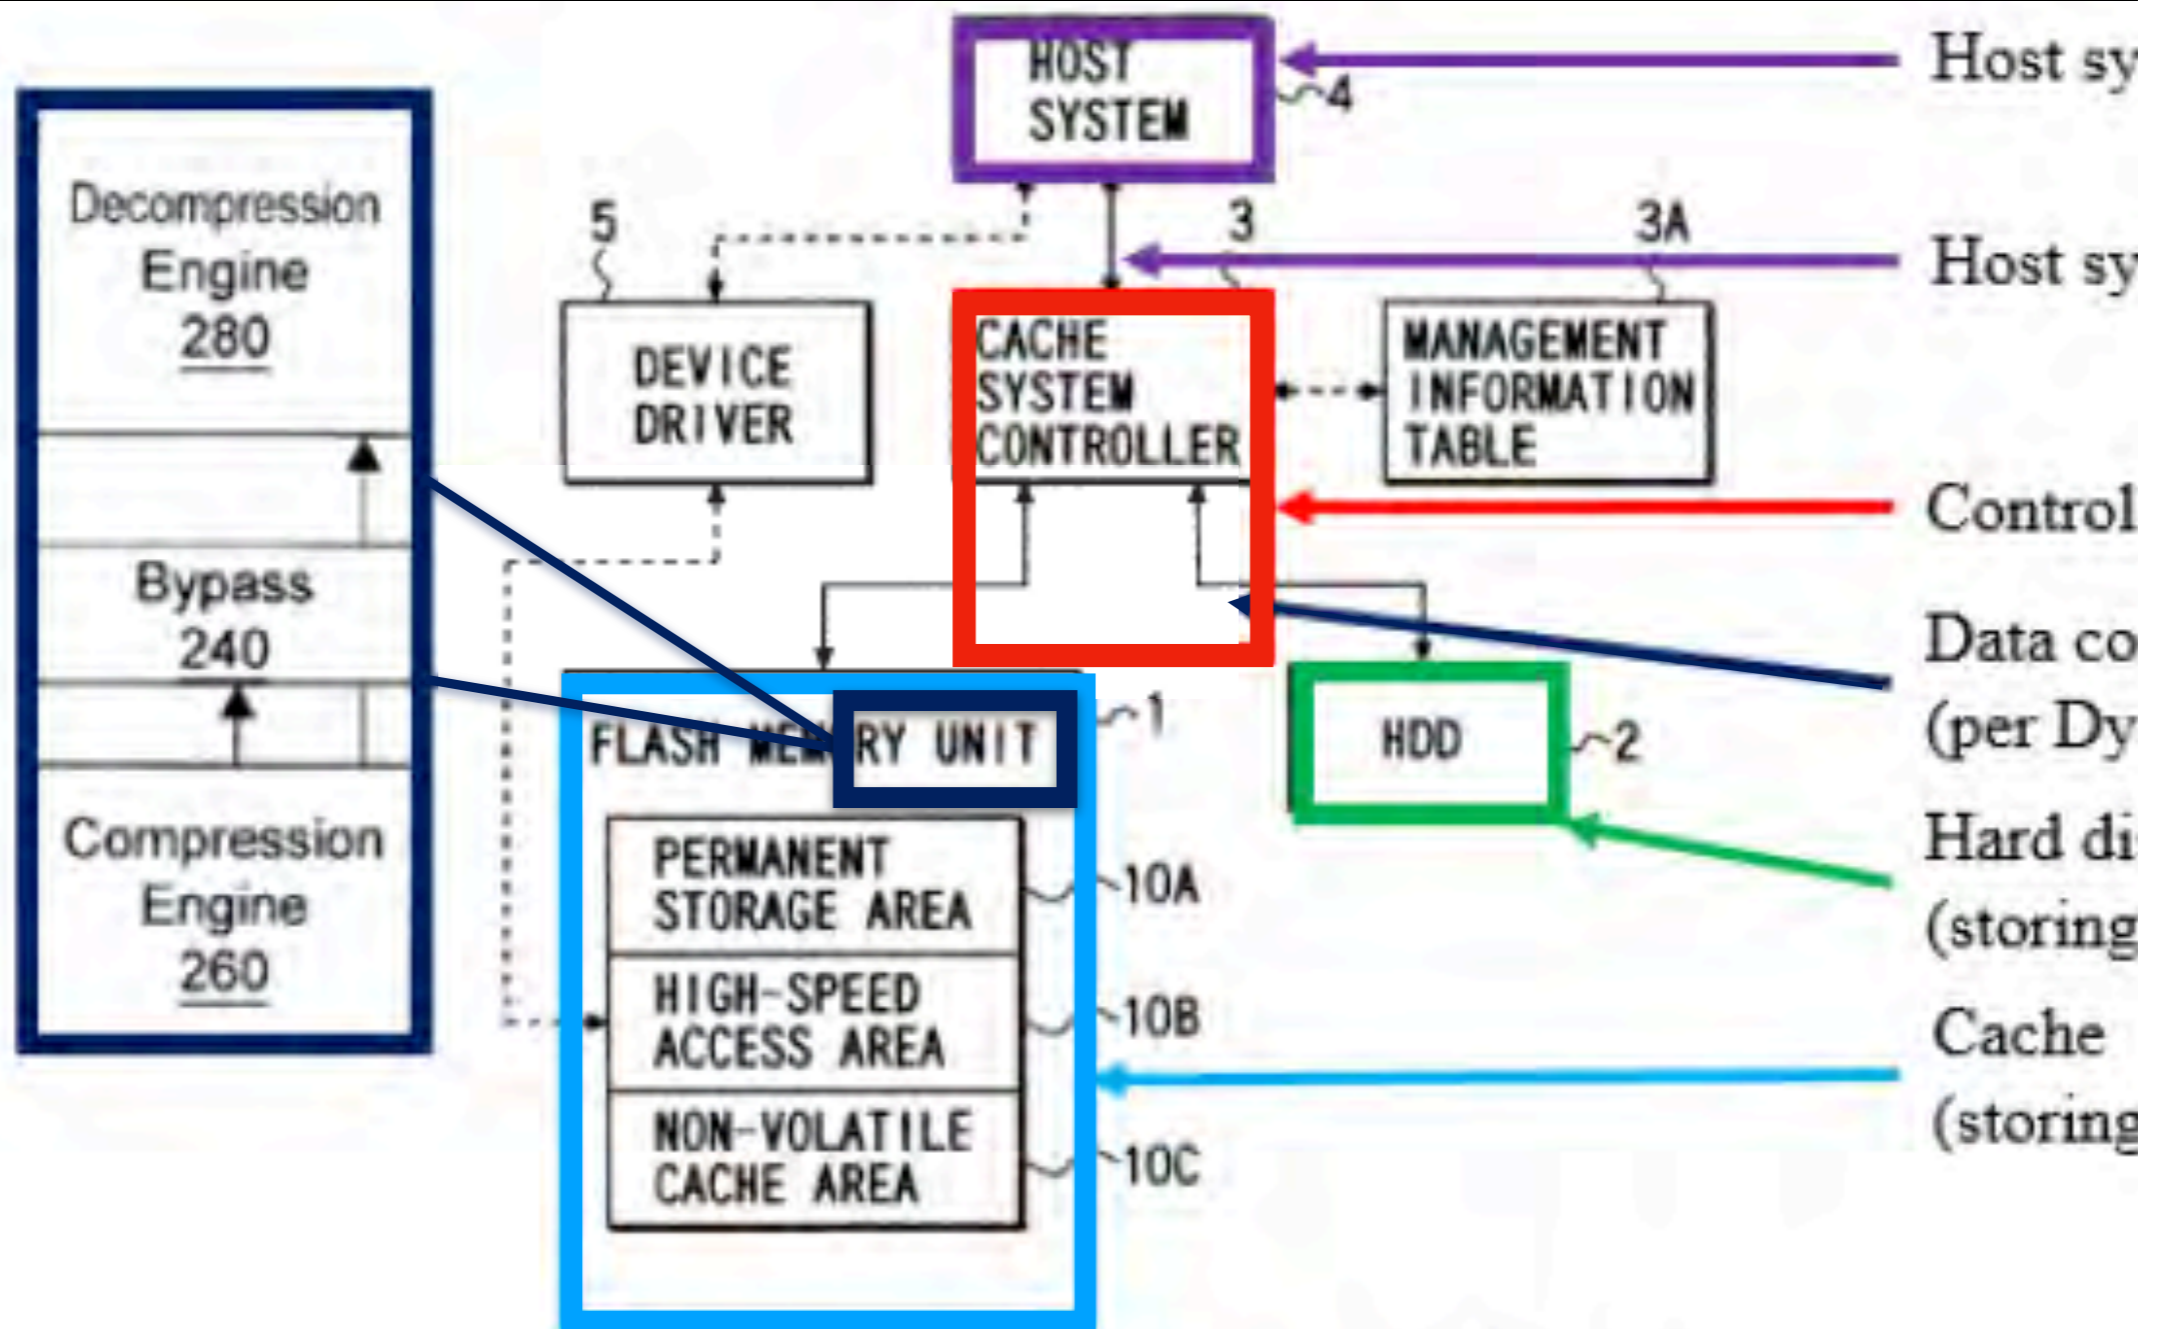 HOST
SYSTEM
4
Host sy
Host sy
Decompression
Engine
280
5
3
3A
DEVICE
DRIVER
CACHE
SYSTEM
CONTROLLER
MANAGEMENT
INFORMATION
TABLE
Control
Bypass
240
Data co
(per Dy
FLASH MEMORY UNIT
1
HDD
2
Compression
Engine
260
Hard di
(storing
PERMANENT
STORAGE AREA
10A
HIGH-SPEED
ACCESS AREA
10B
Cache
(storing
NON-VOLATILE
CACHE AREA
10C